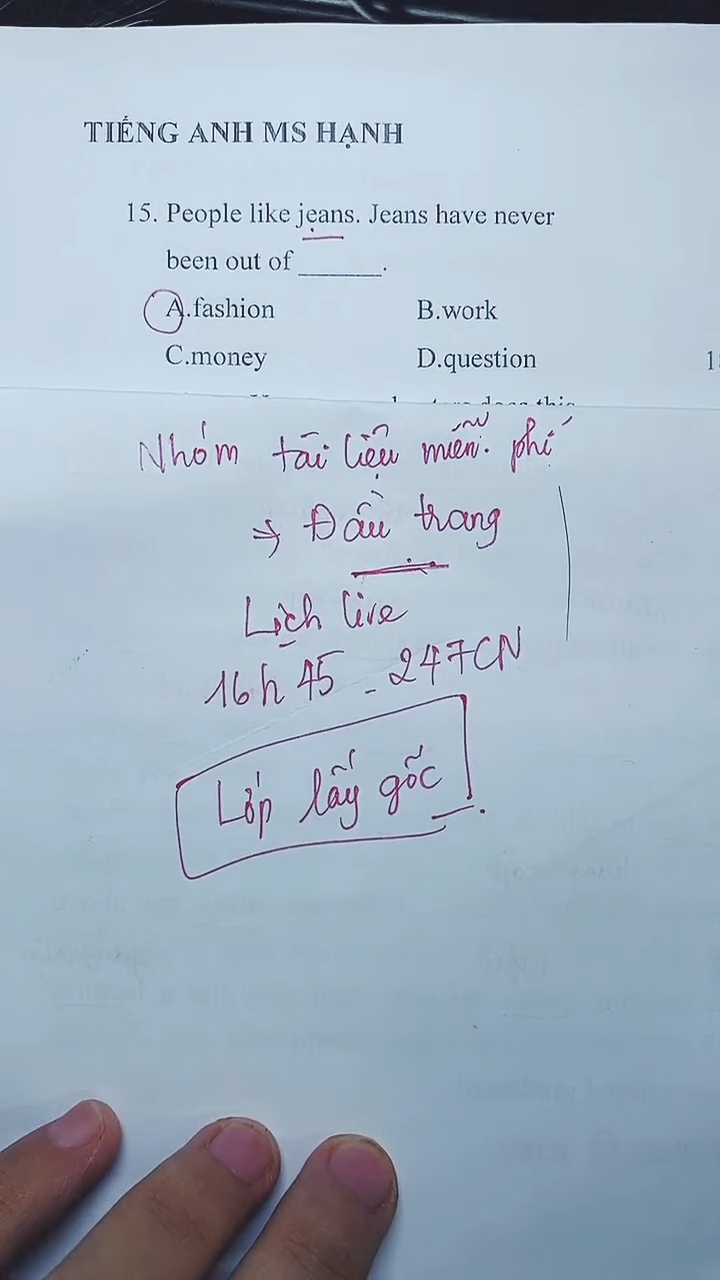 TIẾNG ANH MS HẠNH
15. People like jeans. Jeans have never
been out of ______.
A.fashion B.work
C.money D.question
Nhóm tài liệu miễn phí
⇒ Đầu trang
Lịch live
16h45 - 247CN
Lớp lấy gốc